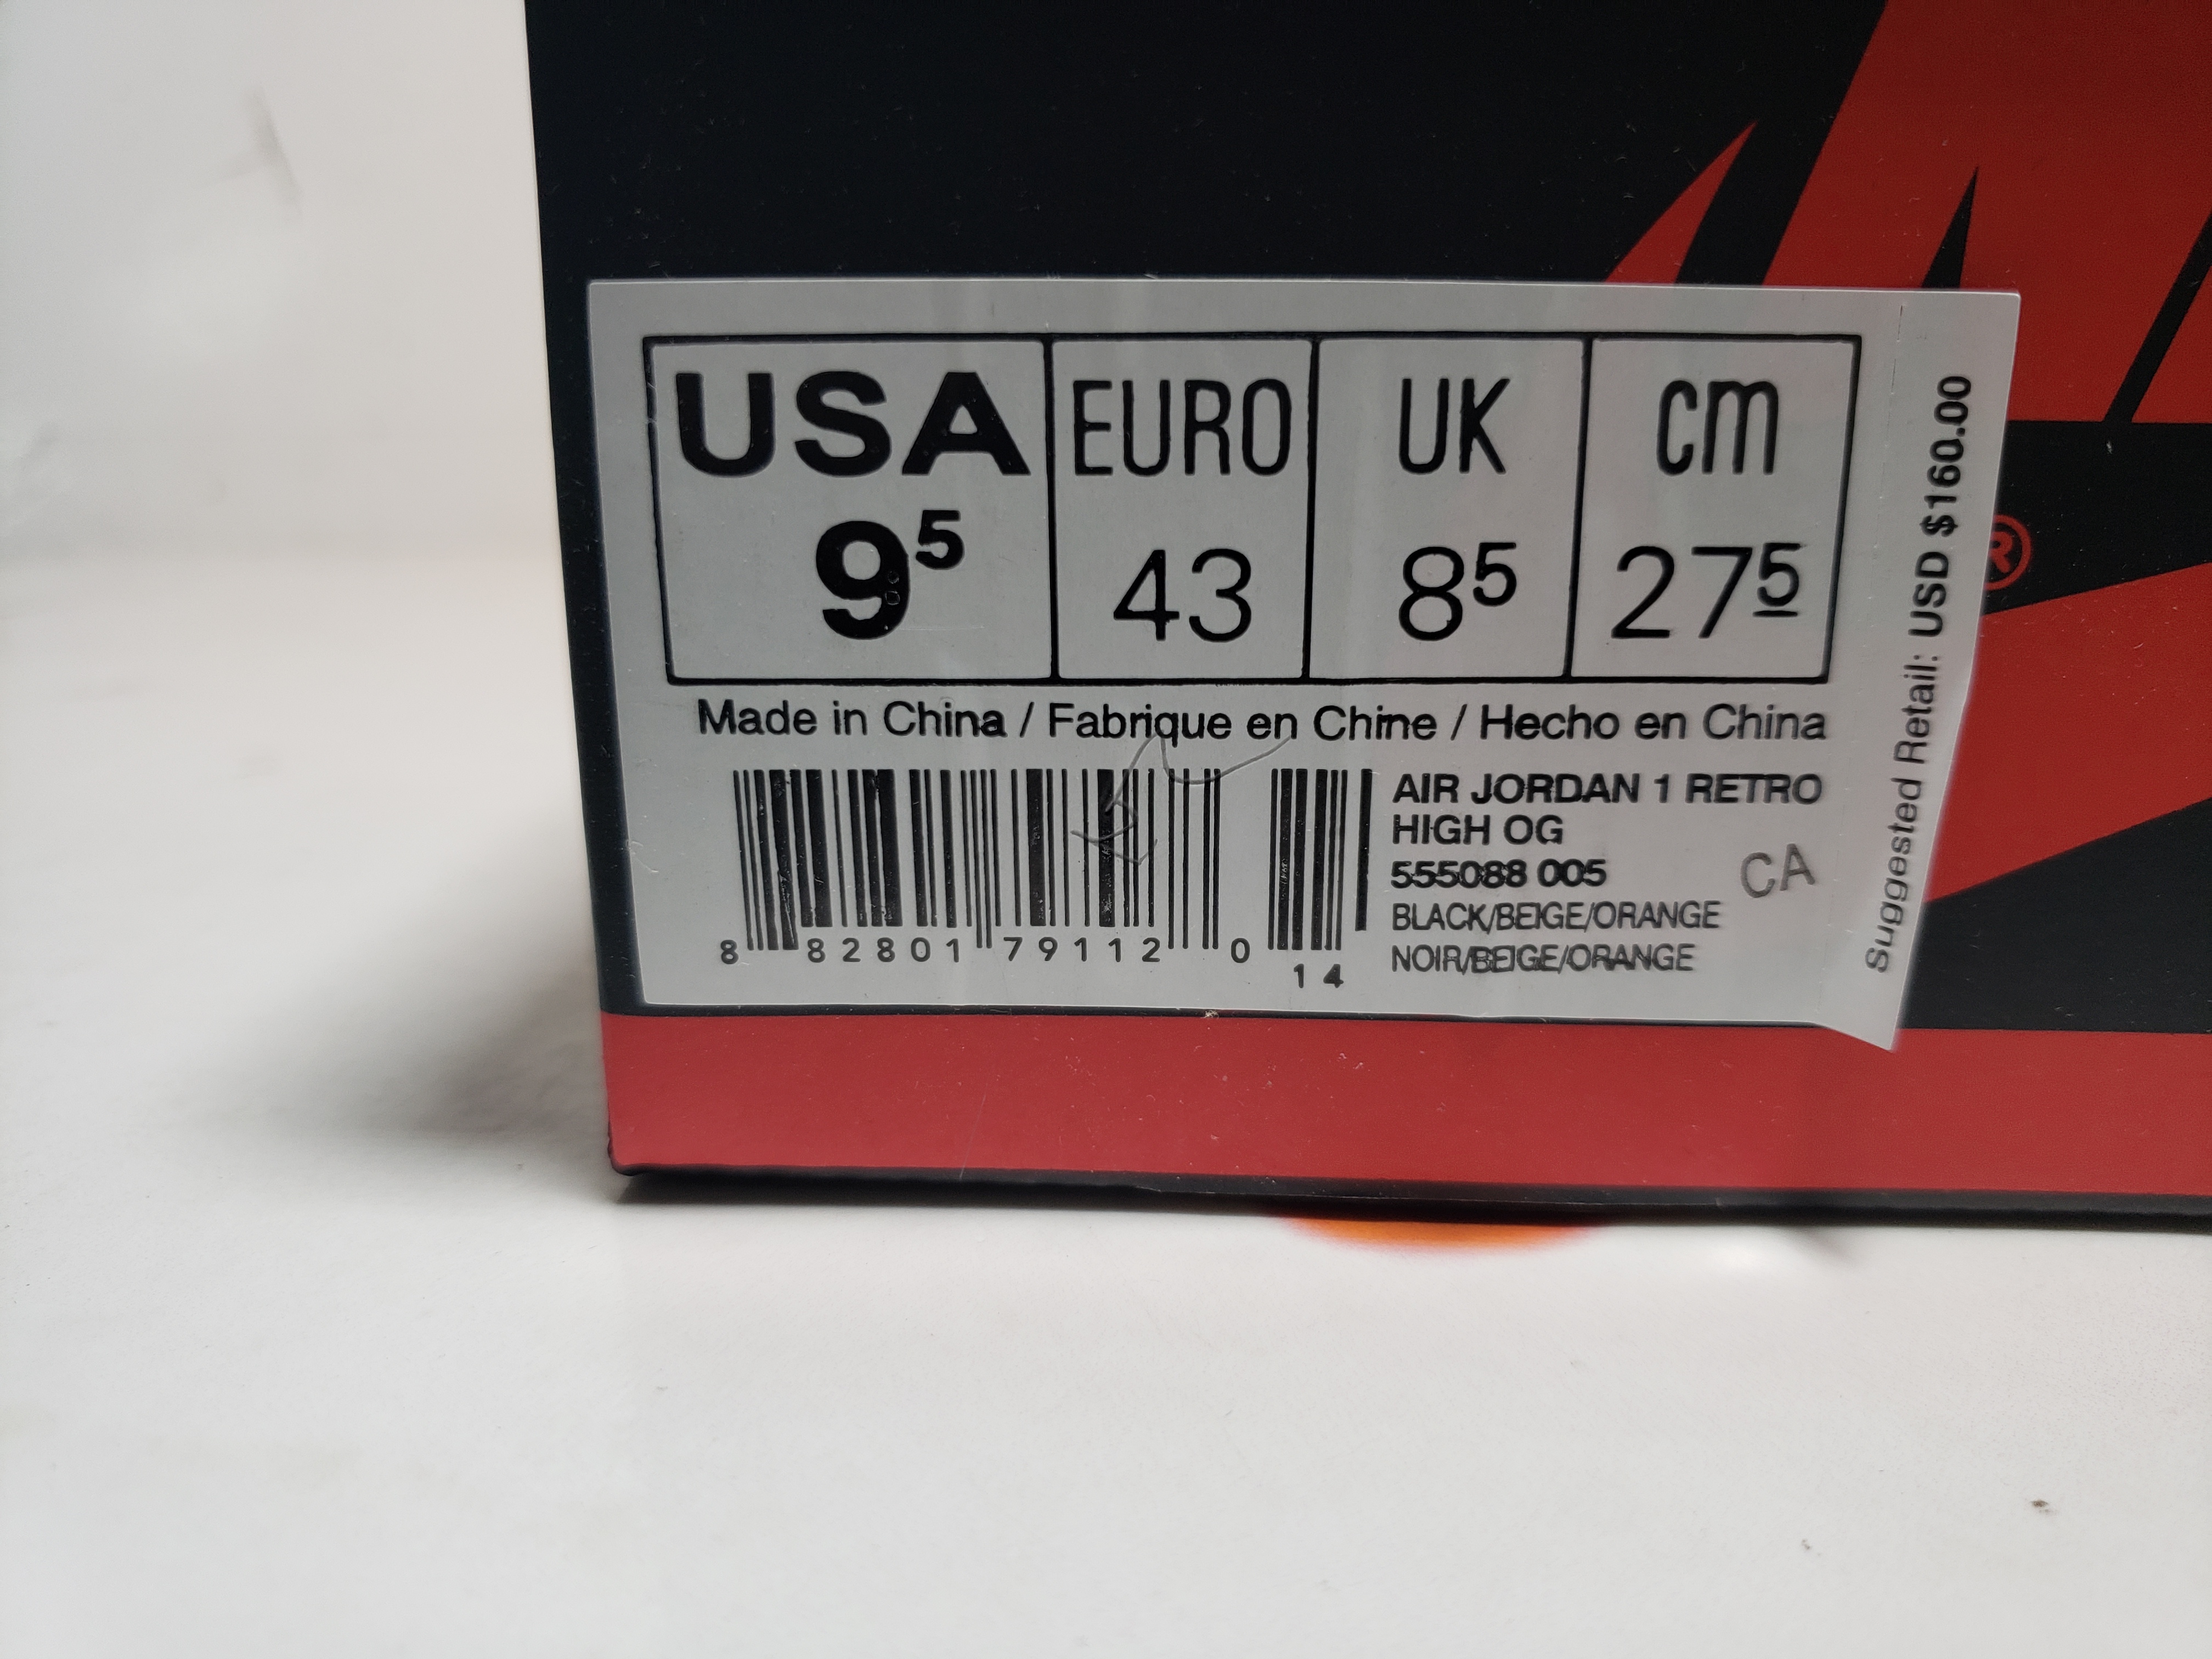 USA EURO UK cm
9⁵ 43 8⁵ 27⁵
Made in China / Fabrique en Chine / Hecho en China
AIR JORDAN 1 RETRO
HIGH OG
555088 005
CA
BLACK/BEIGE/ORANGE
NOIR/BEIGE/ORANGE
8 82801 79112 0
14
Suggested Retail: USD $160.00
®